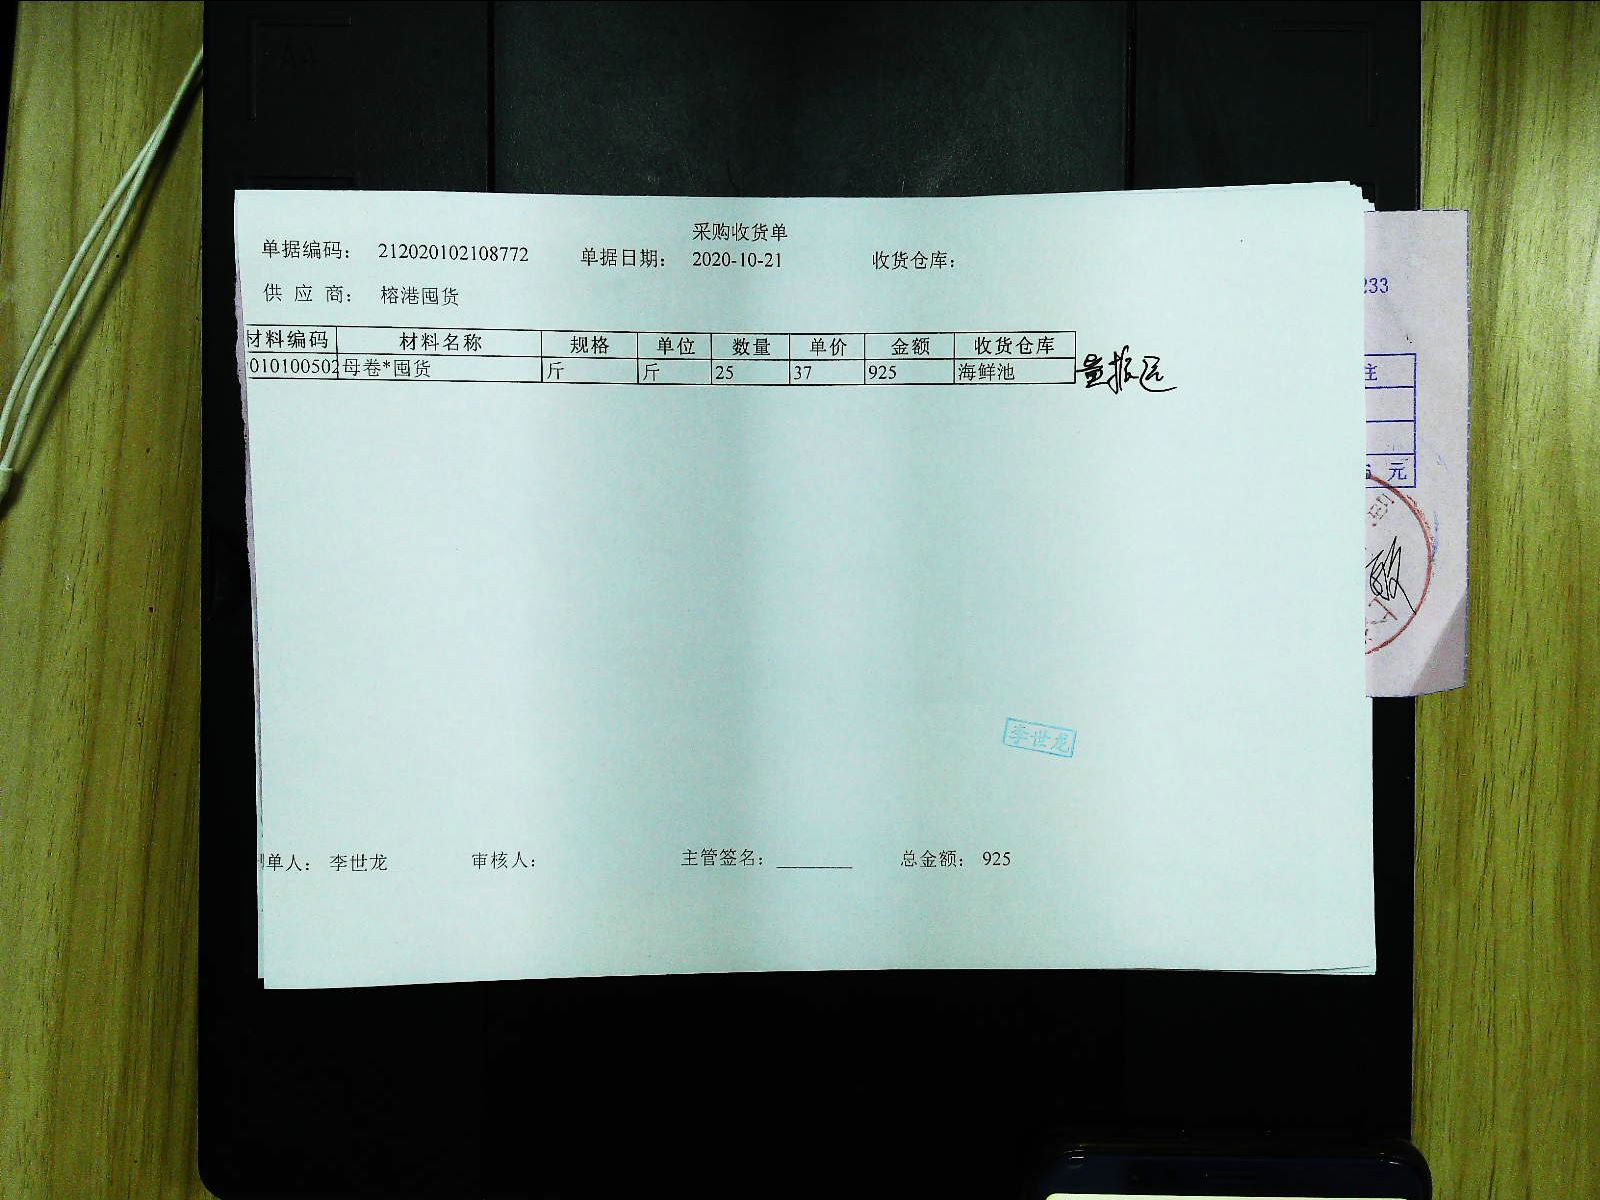 采购收货单
单据编码： 212020102108772 单据日期： 2020-10-21 收货仓库：
供 应 商： 榕港囤货
材料编码 材料名称 规格 单位 数量 单价 金额 收货仓库
010100502 母卷*囤货 斤 斤 25 37 925 海鲜池
李世龙
单人： 李世龙 审核人： 主管签名： 总金额： 925
233
注
元